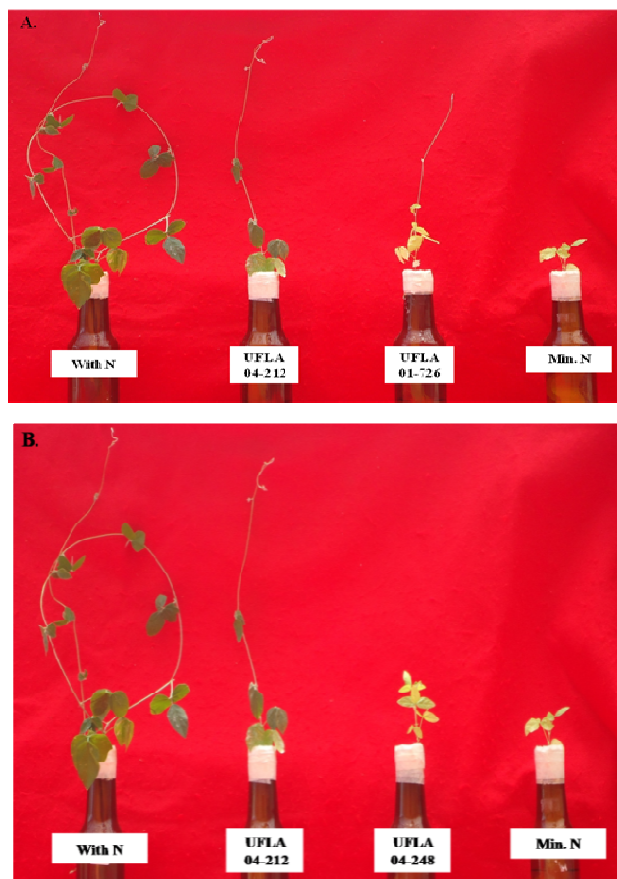 A.
With N
UFLA
04-212
UFLA
01-726
Min. N
B.
With N
UFLA
04-212
UFLA
04-248
Min. N